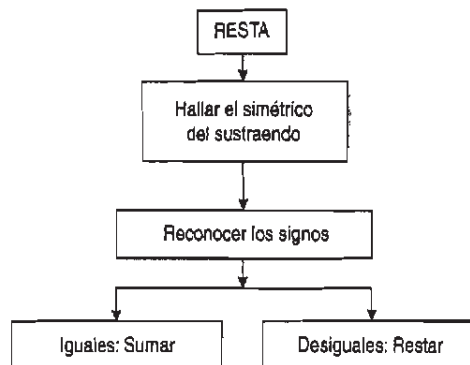 RESTA
Hallar el simétrico
del sustraendo
Reconocer los signos
Iguales: Sumar
Desiguales: Restar